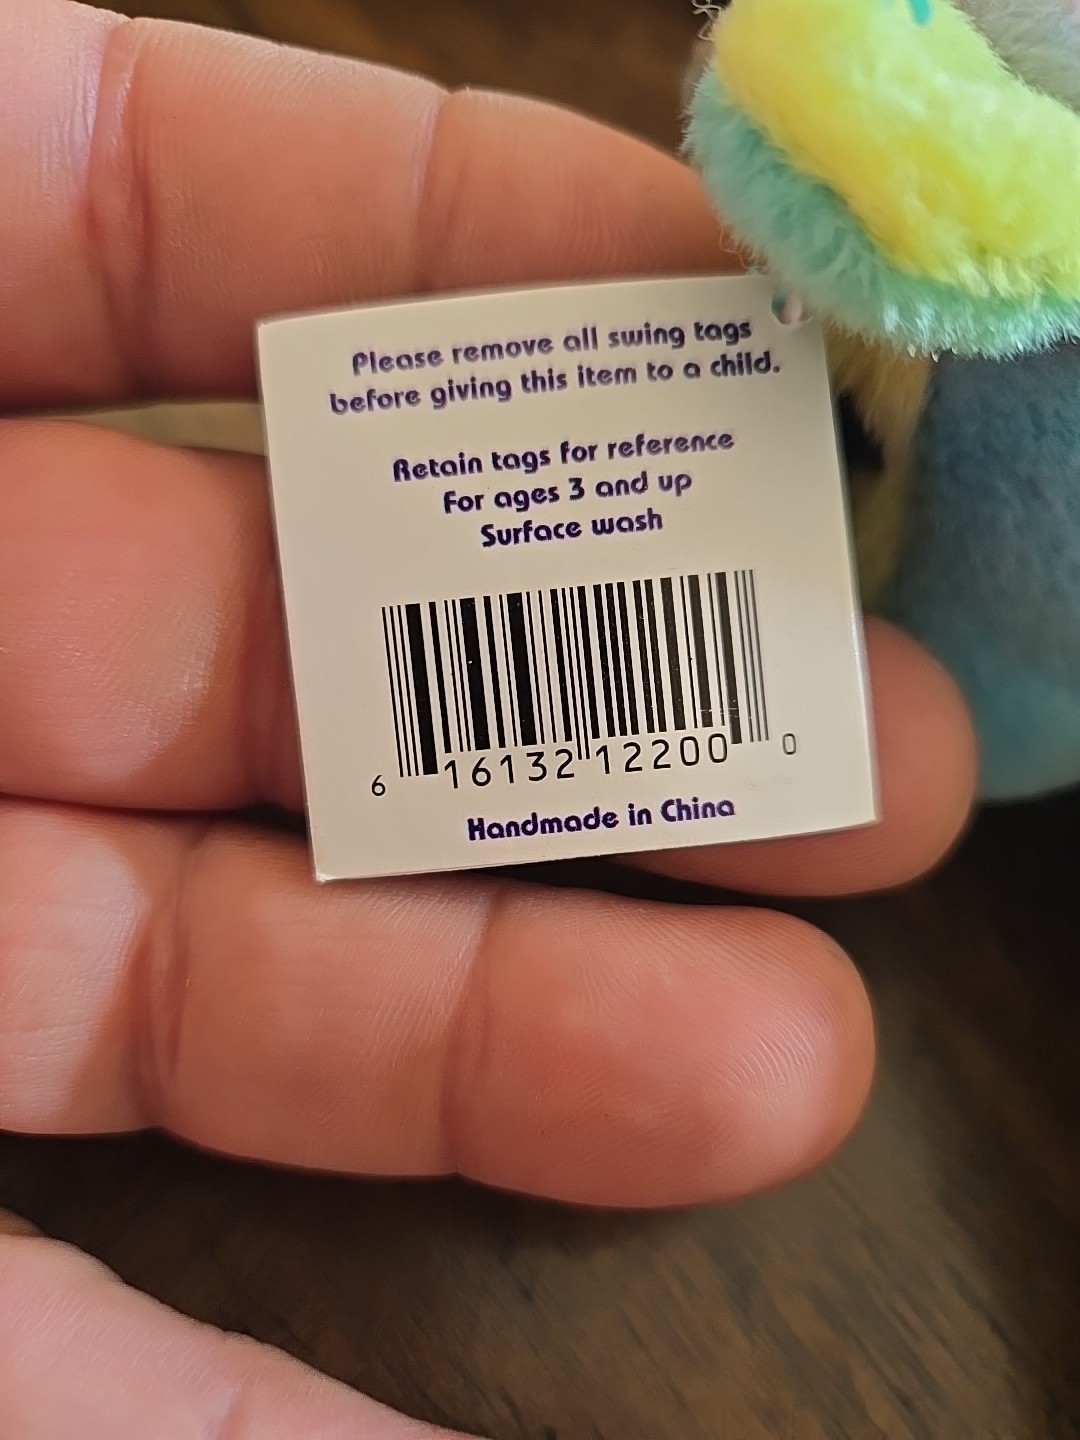 Please remove all swing tags
before giving this item to a child.
Retain tags for reference
For ages 3 and up
Surface wash
6 16132 12200 0
Handmade in China